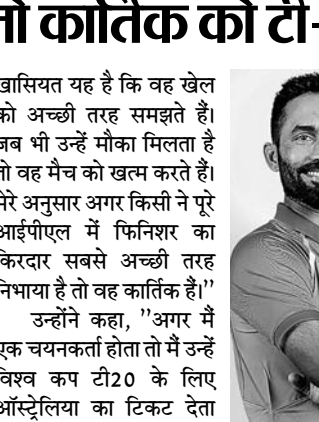 कार्तिक को टी-
खासियत यह है कि वह खेल
को अच्छी तरह समझते हैं।
जब भी उन्हें मौका मिलता है
तो वह मैच को खत्म करते हैं।
मेरे अनुसार अगर किसी ने पूरे
आईपीएल में फिनिशर का
किरदार सबसे अच्छी तरह
निभाया है तो वह कार्तिक हैं।’’
उन्होंने कहा, ’’अगर मैं
एक चयनकर्ता होता तो मैं उन्हें
विश्व कप टी20 के लिए
ऑस्ट्रेलिया का टिकट देता